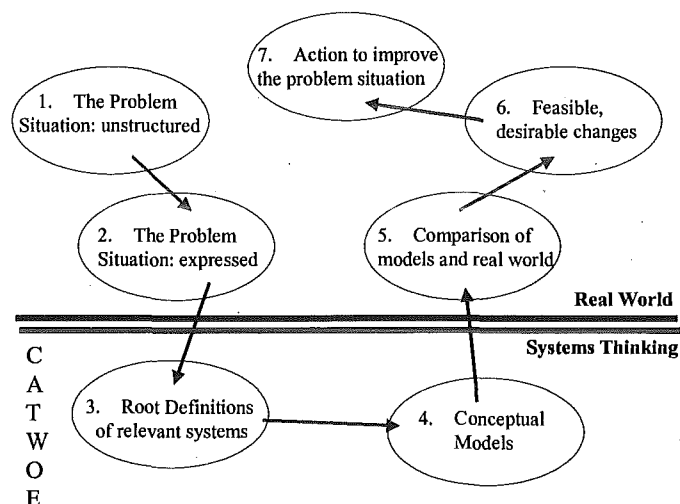 1. The Problem
Situation: unstructured
2. The Problem
Situation: expressed
3. Root Definitions
of relevant systems
4. Conceptual
Models
5. Comparison of
models and real world
6. Feasible,
desirable changes
7. Action to improve
the problem situation
Real World
Systems Thinking
C
A
T
W
O
E